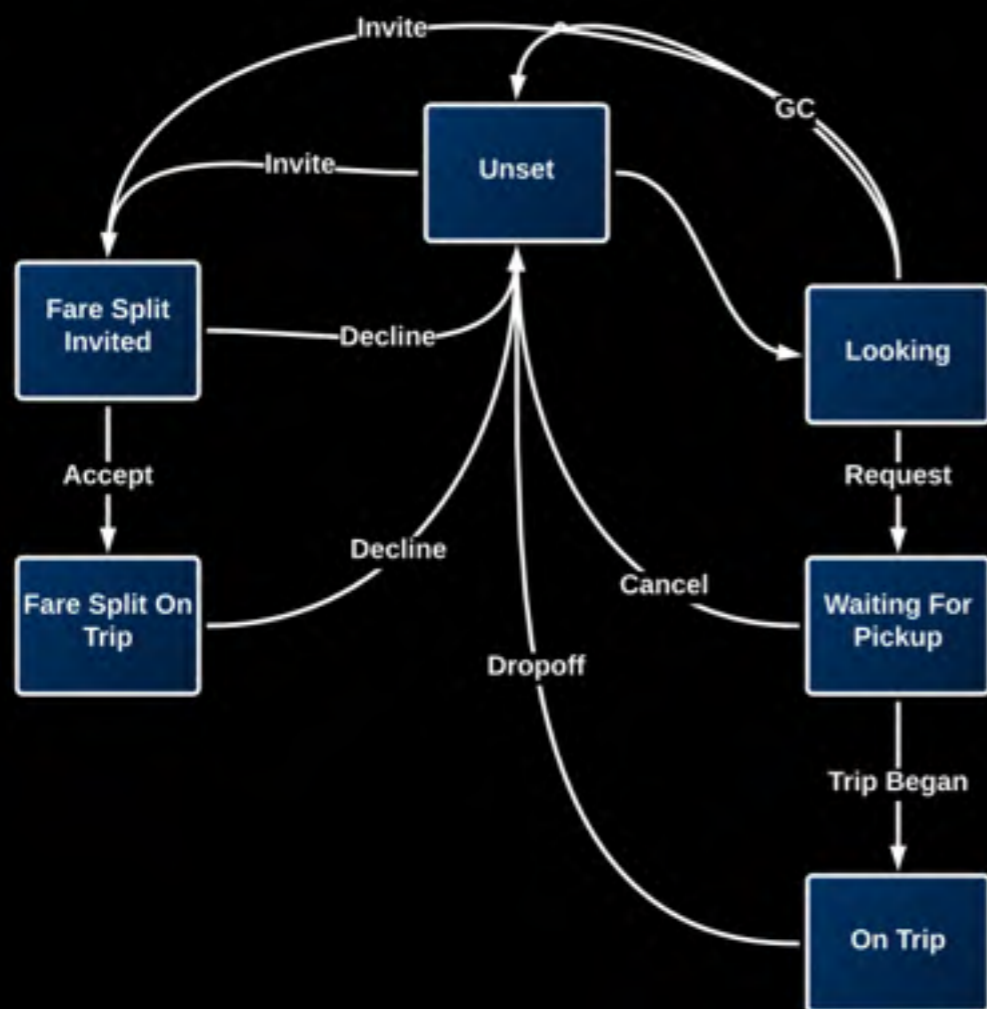 Invite
GC
Unset
Invite
Fare Split
Invited
Decline
Looking
Accept
Request
Decline
Cancel
Fare Split On
Trip
Waiting For
Pickup
Dropoff
Trip Began
On Trip